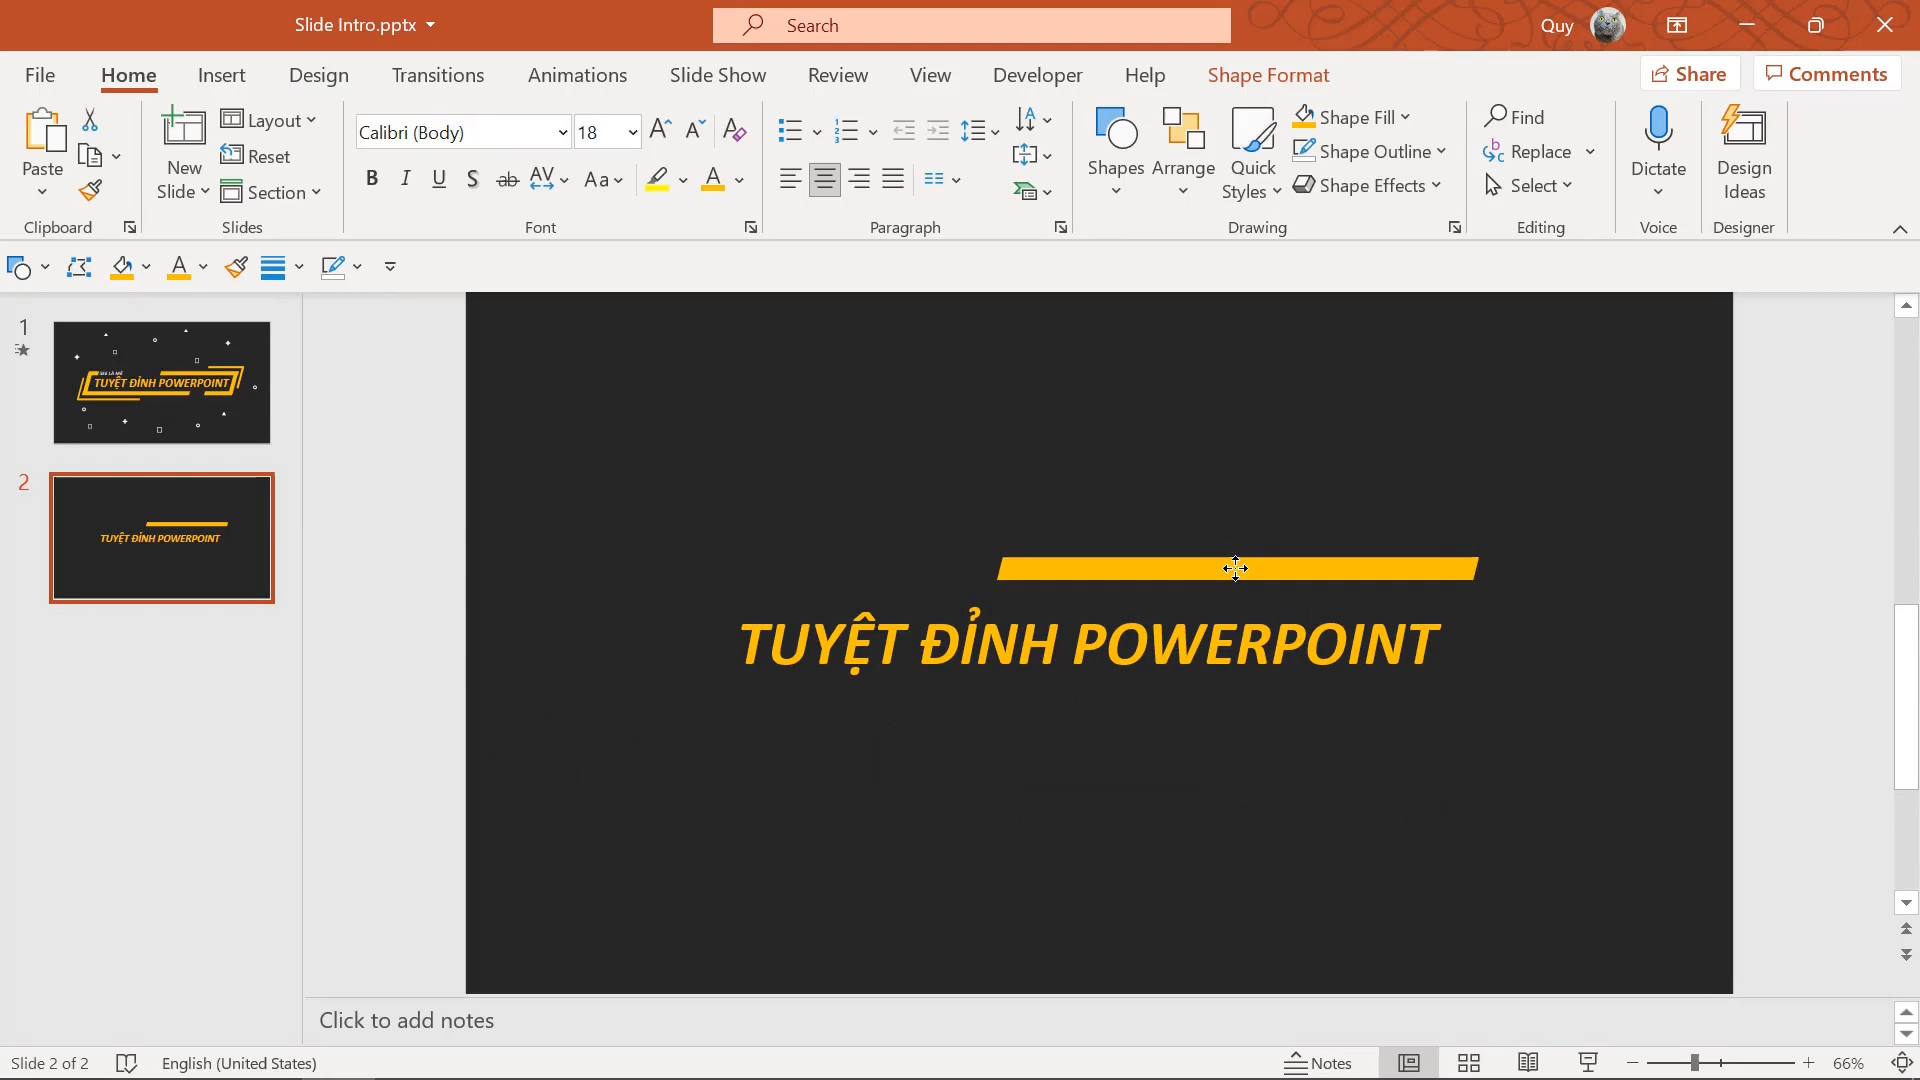 Slide Intro.pptx
Search
Quy
File Home Insert Design Transitions Animations Slide Show Review View Developer Help Shape Format
Share Comments
Paste
New Slide
Layout
Reset
Section
Calibri (Body) 18
Shapes
Arrange
Quick Styles
Shape Fill
Shape Outline
Shape Effects
Find
Replace
Select
Dictate
Design Ideas
Clipboard Slides Font Paragraph Drawing Editing Voice Designer
1
TUYỆT ĐỈNH POWERPOINT
2
TUYỆT ĐỈNH POWERPOINT
TUYỆT ĐỈNH POWERPOINT
Click to add notes
Slide 2 of 2 English (United States) Notes 66%